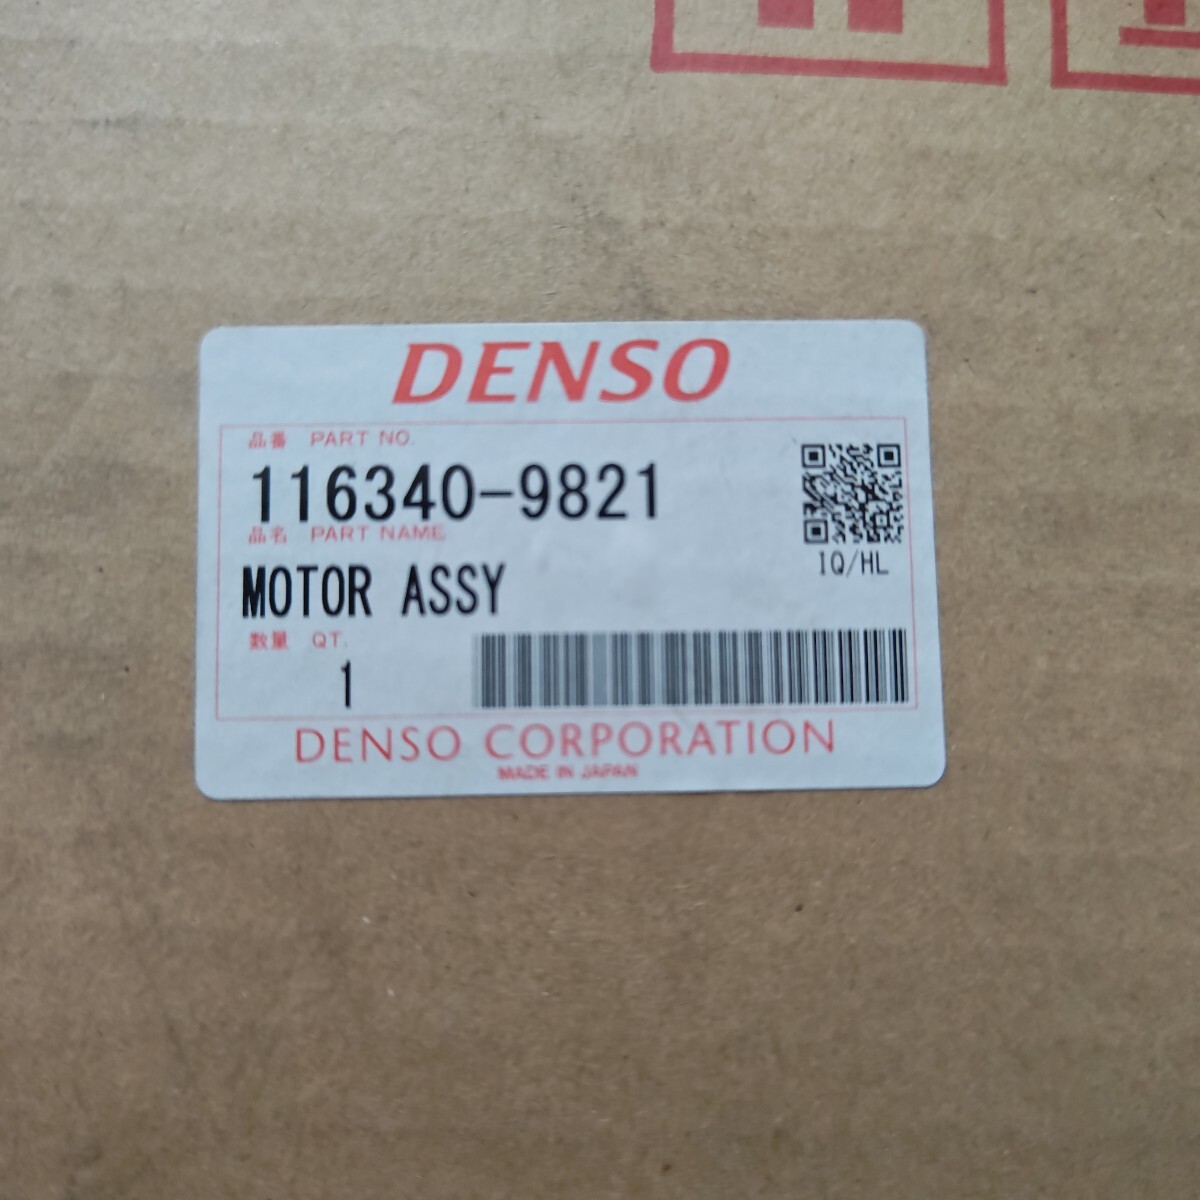 DENSO
品番 PART NO.
116340-9821
品名 PART NAME
MOTOR ASSY
IQ/HL
数量 QT.
1
DENSO CORPORATION
MADE IN JAPAN